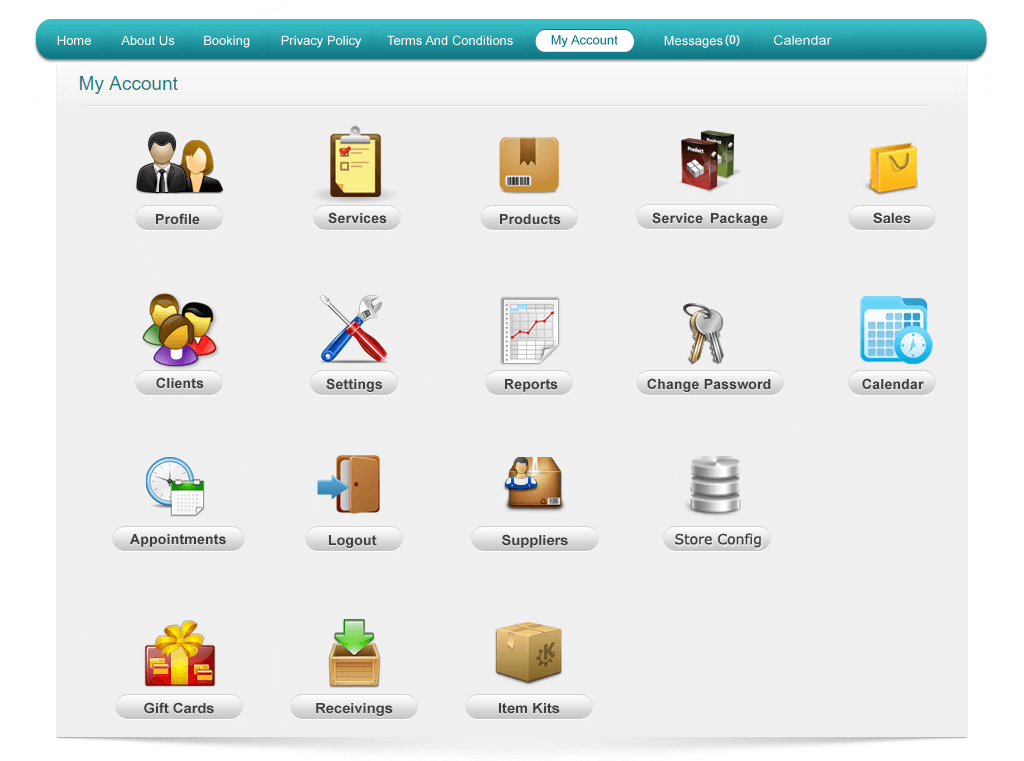 Home About Us Booking Privacy Policy Terms And Conditions My Account Messages(0) Calendar
My Account
Product Product
Profile Services Products Service Package Sales
Clients Settings Reports Change Password Calendar
Appointments Logout Suppliers Store Config
Gift Cards Receivings Item Kits